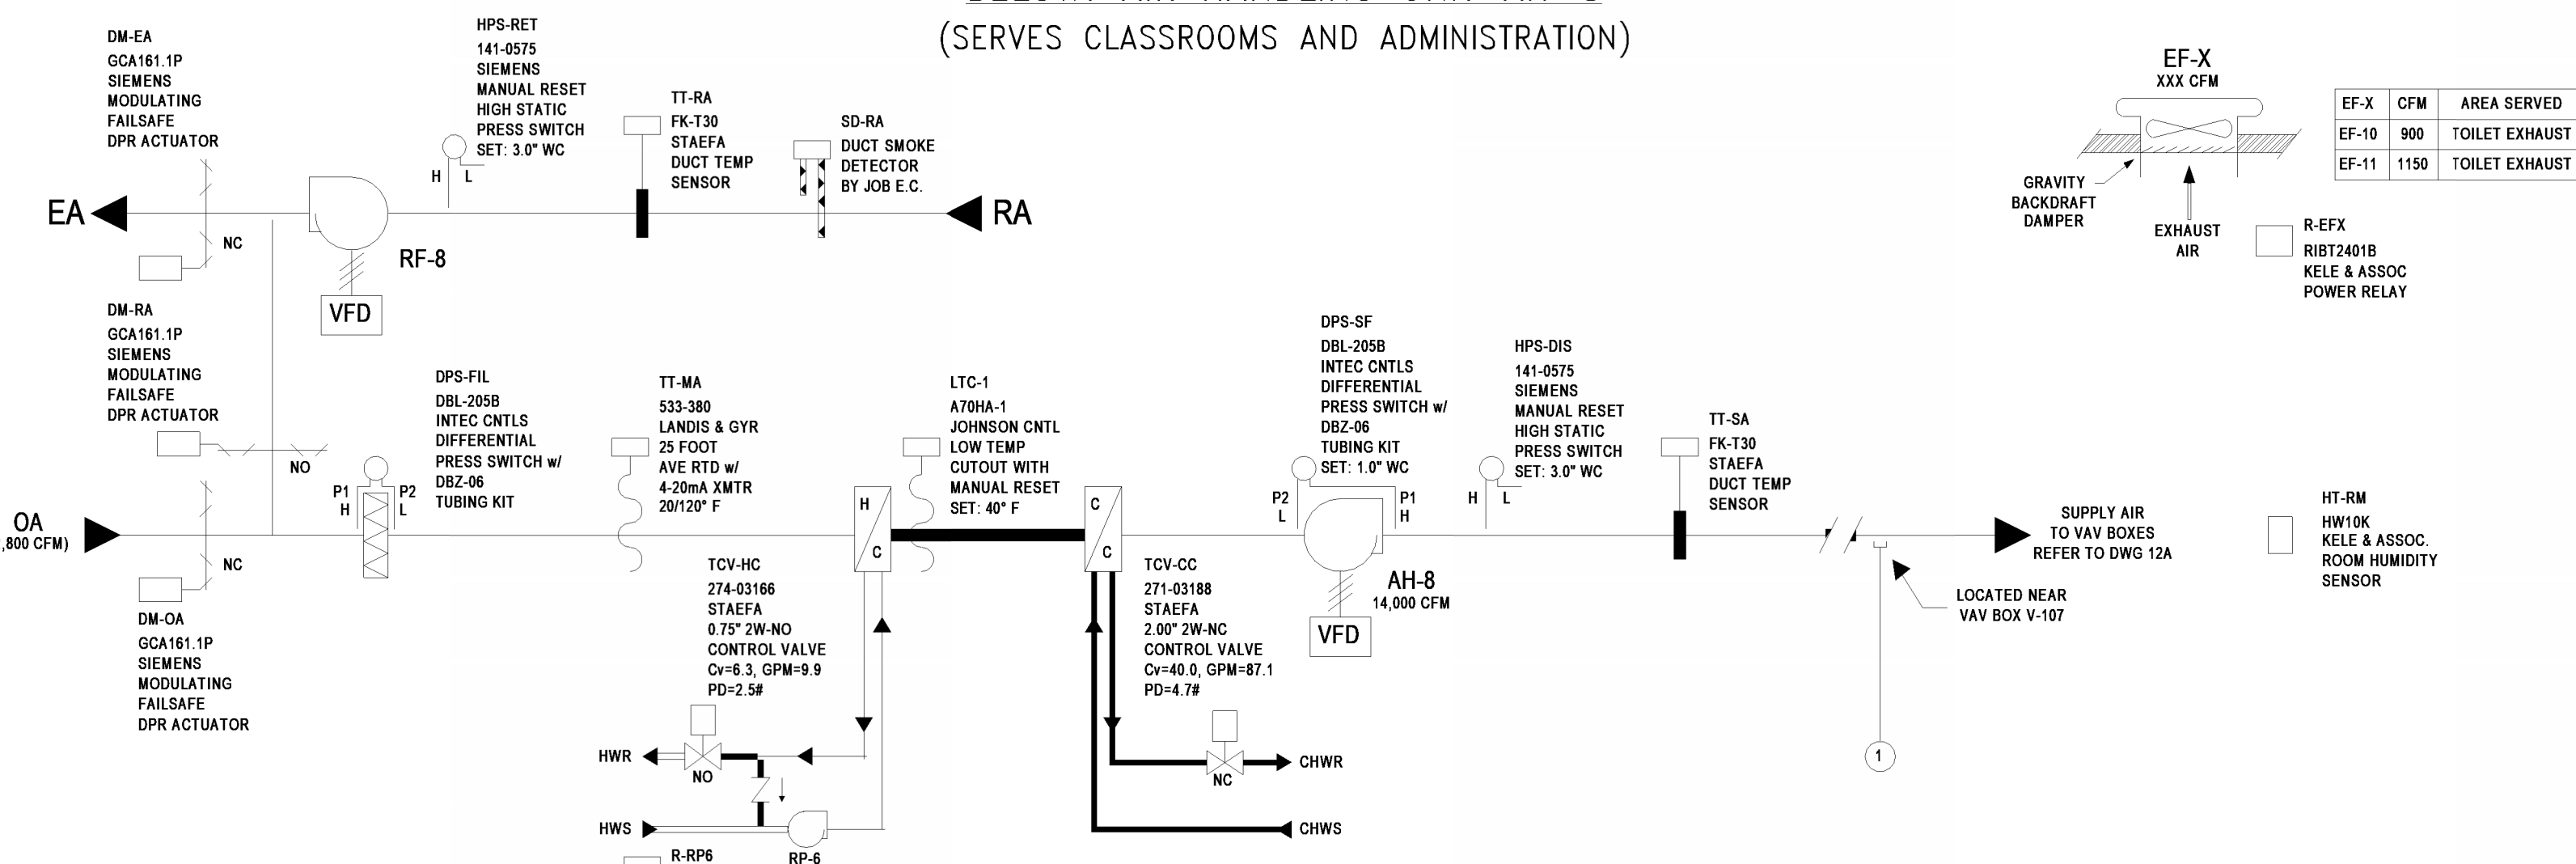 (SERVES CLASSROOMS AND ADMINISTRATION)
DM-EA
GCA161.1P
SIEMENS
MODULATING
FAILSAFE
DPR ACTUATOR
HPS-RET
141-0575
SIEMENS
MANUAL RESET
HIGH STATIC
PRESS SWITCH
SET: 3.0" WC
H L
TT-RA
FK-T30
STAEFA
DUCT TEMP
SENSOR
SD-RA
DUCT SMOKE
DETECTOR
BY JOB E.C.
EA
NC
RF-8
VFD
RA
EF-X
XXX CFM
GRAVITY
BACKDRAFT
DAMPER
EXHAUST
AIR
EF-X CFM AREA SERVED
EF-10 900 TOILET EXHAUST
EF-11 1150 TOILET EXHAUST
R-EFX
RIBT2401B
KELE & ASSOC
POWER RELAY
DM-RA
GCA161.1P
SIEMENS
MODULATING
FAILSAFE
DPR ACTUATOR
NO
OA
,800 CFM)
NC
DM-OA
GCA161.1P
SIEMENS
MODULATING
FAILSAFE
DPR ACTUATOR
P1 P2
H L
DPS-FIL
DBL-205B
INTEC CNTLS
DIFFERENTIAL
PRESS SWITCH w/
DBZ-06
TUBING KIT
TT-MA
533-380
LANDIS & GYR
25 FOOT
AVE RTD w/
4-20mA XMTR
20/120° F
H
C
LTC-1
A70HA-1
JOHNSON CNTL
LOW TEMP
CUTOUT WITH
MANUAL RESET
SET: 40° F
C
C
TCV-HC
274-03166
STAEFA
0.75" 2W-NO
CONTROL VALVE
Cv=6.3, GPM=9.9
PD=2.5#
HWR
NO
HWS
R-RP6
RP-6
TCV-CC
271-03188
STAEFA
2.00" 2W-NC
CONTROL VALVE
Cv=40.0, GPM=87.1
PD=4.7#
NC
CHWR
CHWS
DPS-SF
DBL-205B
INTEC CNTLS
DIFFERENTIAL
PRESS SWITCH w/
DBZ-06
TUBING KIT
SET: 1.0" WC
P2 P1
L H
AH-8
14,000 CFM
VFD
HPS-DIS
141-0575
SIEMENS
MANUAL RESET
HIGH STATIC
PRESS SWITCH
SET: 3.0" WC
H L
TT-SA
FK-T30
STAEFA
DUCT TEMP
SENSOR
SUPPLY AIR
TO VAV BOXES
REFER TO DWG 12A
LOCATED NEAR
VAV BOX V-107
1
HT-RM
HW10K
KELE & ASSOC.
ROOM HUMIDITY
SENSOR